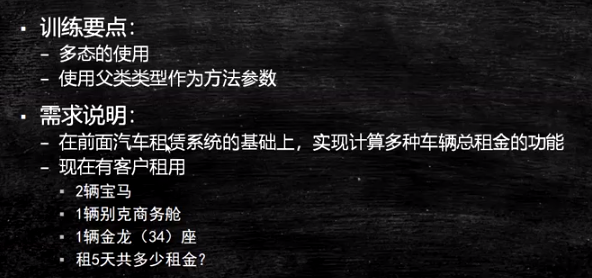 训练要点：
多态的使用
使用父类类型作为方法参数
需求说明：
在前面汽车租赁系统的基础上，实现计算多种车辆总租金的功能
现在有客户租用
2辆宝马
1辆别克商务舱
1辆金龙（34）座
租5天共多少租金？